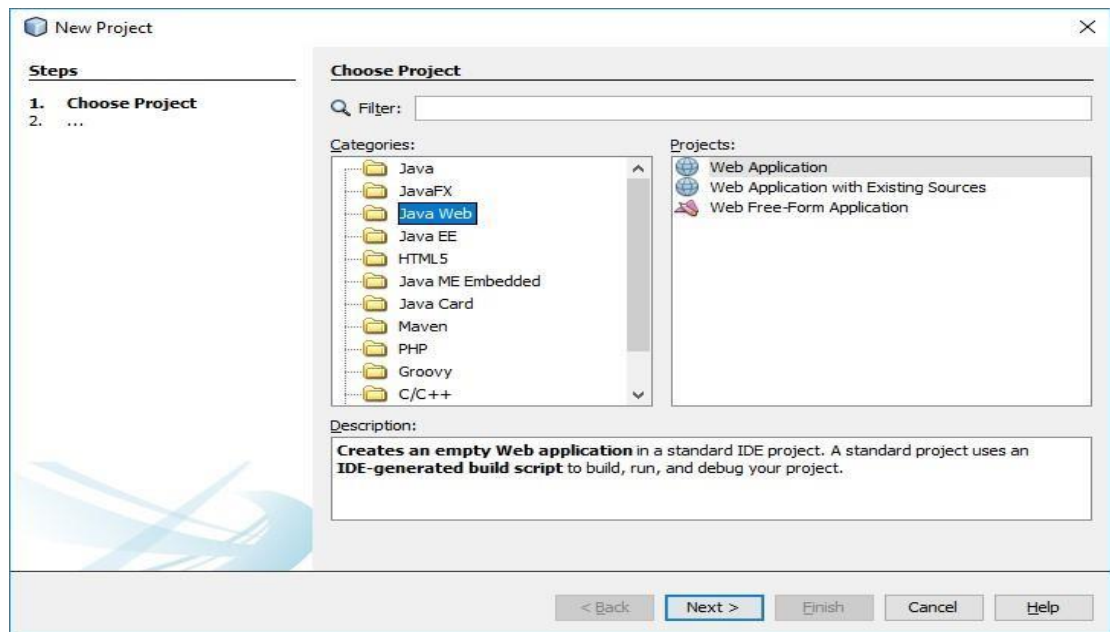 New Project
Steps
1. Choose Project
2. ...
Choose Project
Filter:
Categories:
Java
JavaFX
Java Web
Java EE
HTML5
Java ME Embedded
Java Card
Maven
PHP
Groovy
C/C++
Projects:
Web Application
Web Application with Existing Sources
Web Free-Form Application
Description:
Creates an empty Web application in a standard IDE project. A standard project uses an
IDE-generated build script to build, run, and debug your project.
< Back Next > Finish Cancel Help